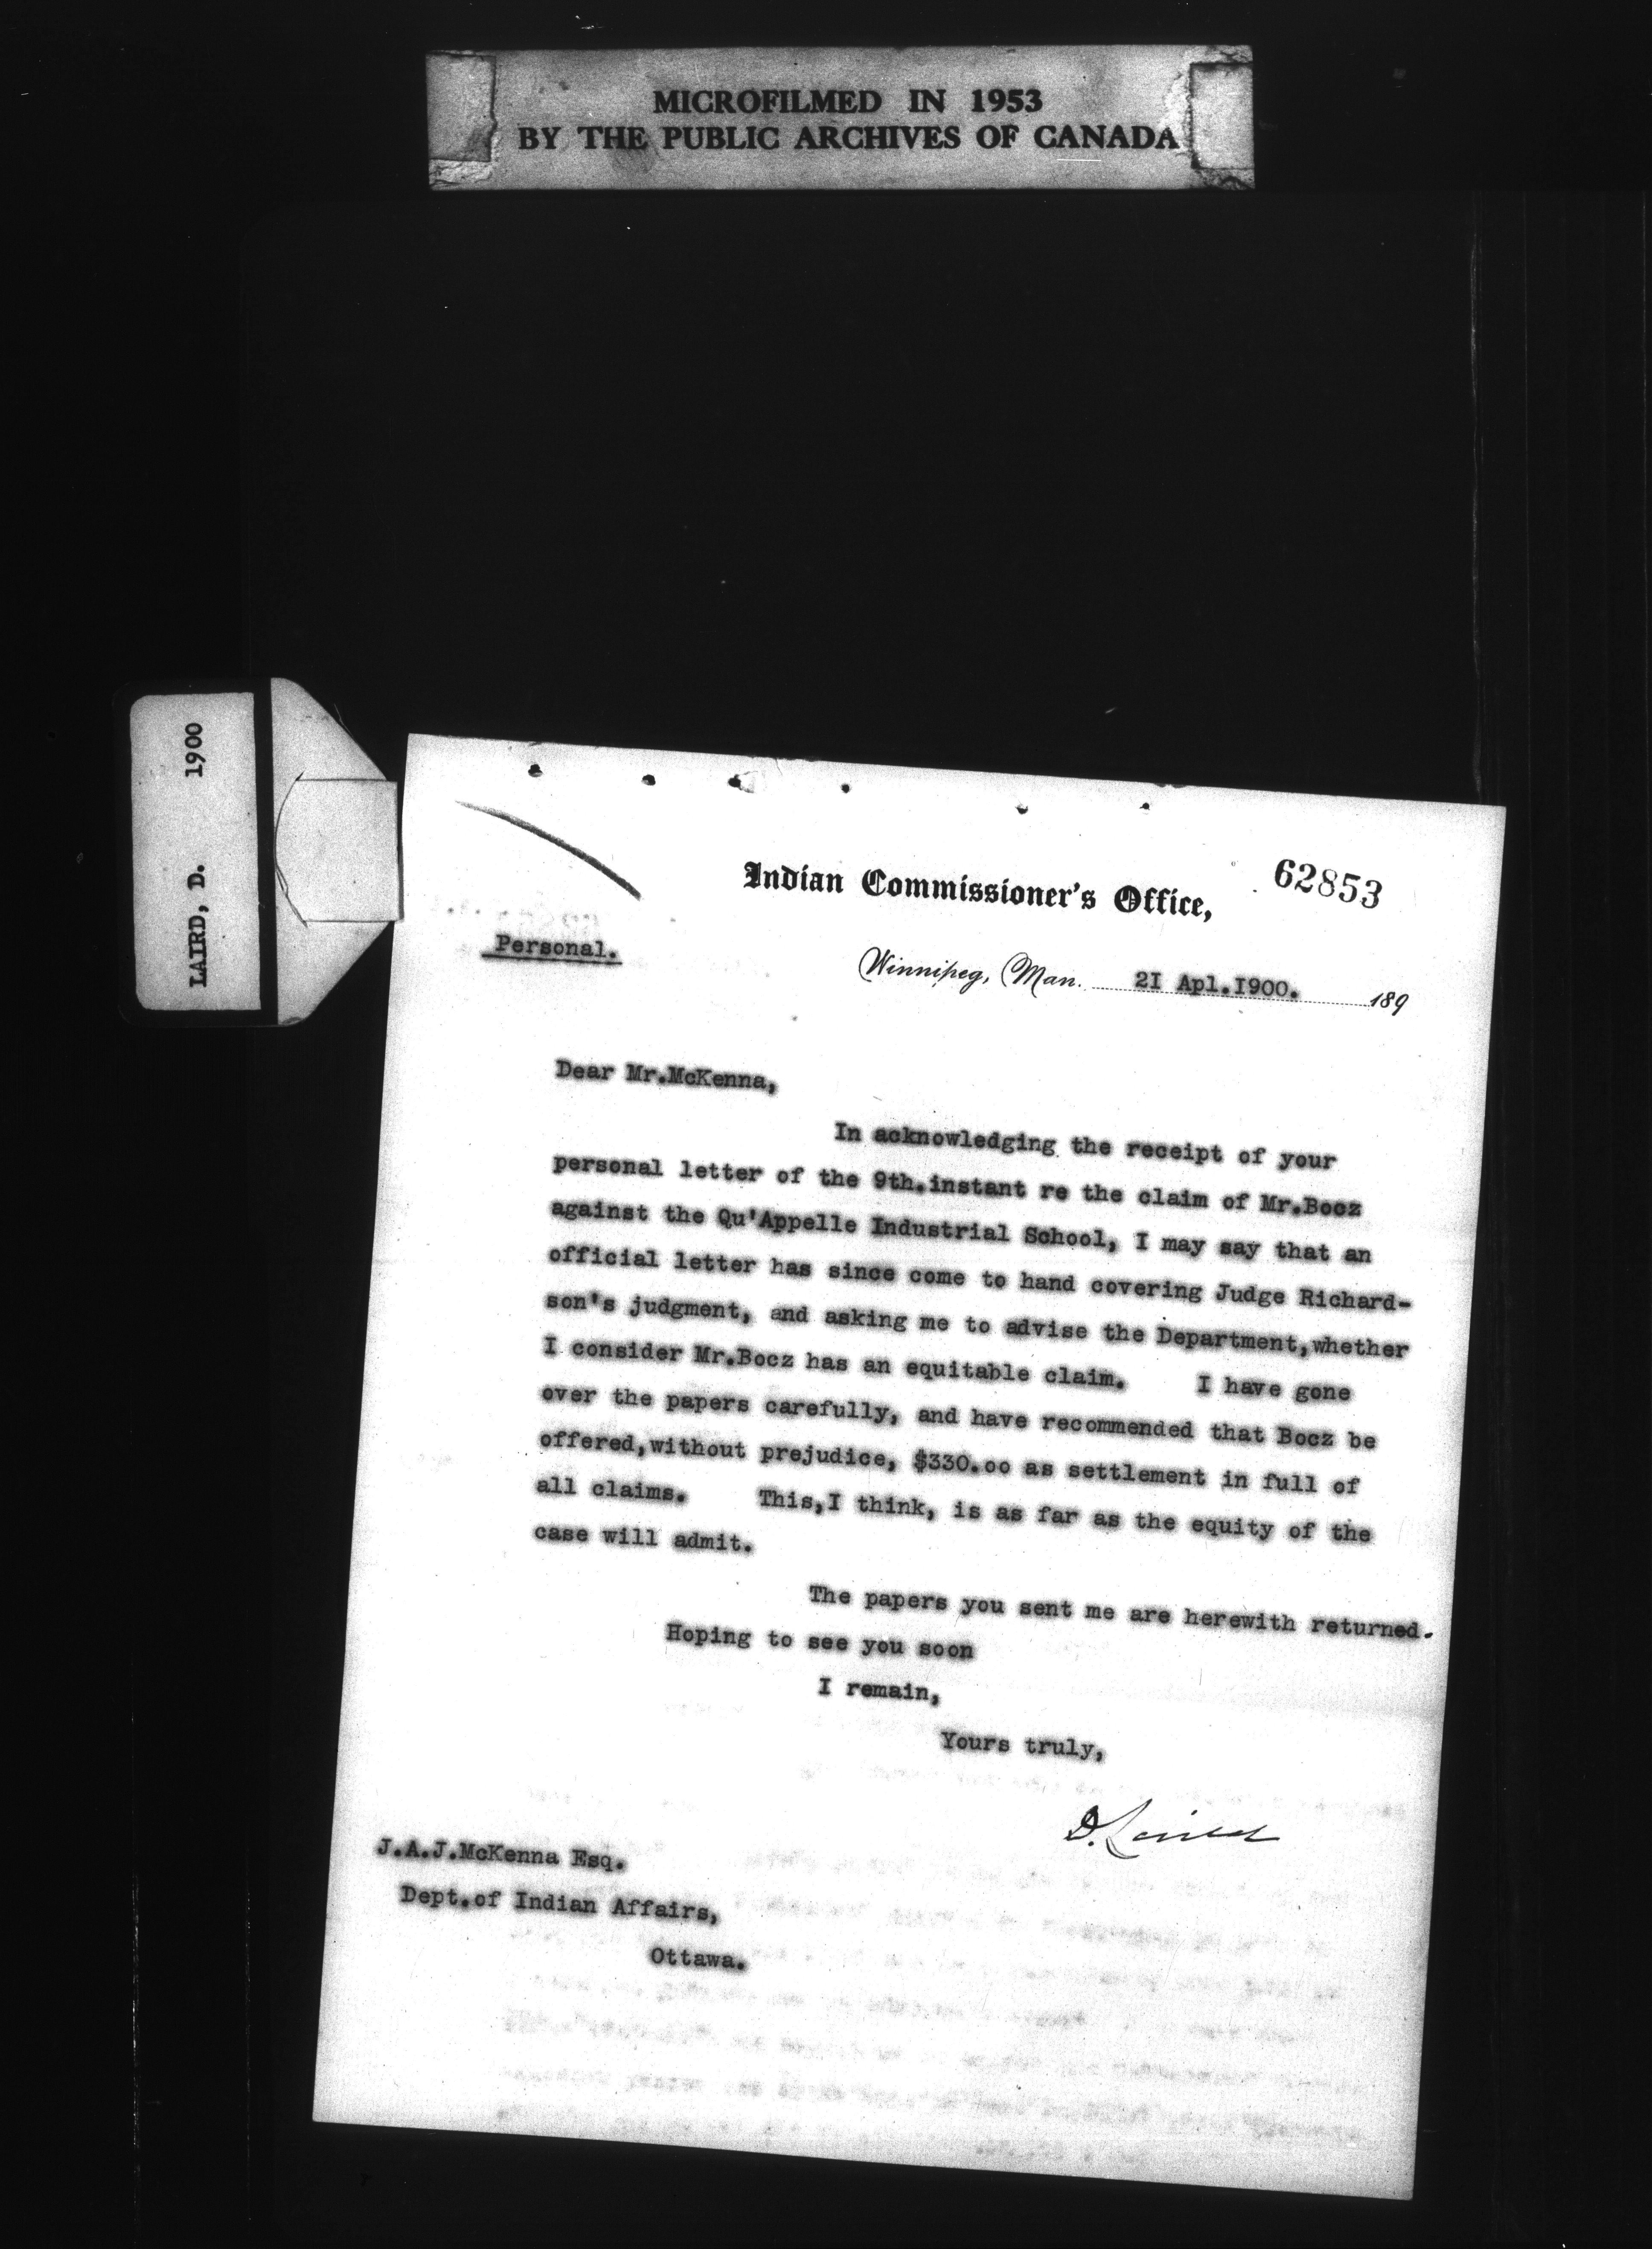 MICROFILMED IN 1953
BY THE PUBLIC ARCHIVES OF CANADA
LAIRD, D. 1900
Indian Commissioner's Office,
62853
Personal.
Winnipeg, Man. 21 Apl.1900. 189
Dear Mr.McKenna,
In acknowledging the receipt of your
personal letter of the 9th.instant re the claim of Mr.Bocz
against the Qu'Appelle Industrial School, I may say that an
official letter has since come to hand covering Judge Richard-
son's judgment, and asking me to advise the Department,whether
I consider Mr.Bocz has an equitable claim. I have gone
over the papers carefully, and have recommended that Bocz be
offered,without prejudice, $330.oo as settlement in full of
all claims. This,I think, is as far as the equity of the
case will admit.
The papers you sent me are herewith returned.
Hoping to see you soon
I remain,
Yours truly,
D. Laird
J.A.J.McKenna Esq.
Dept.of Indian Affairs,
Ottawa.